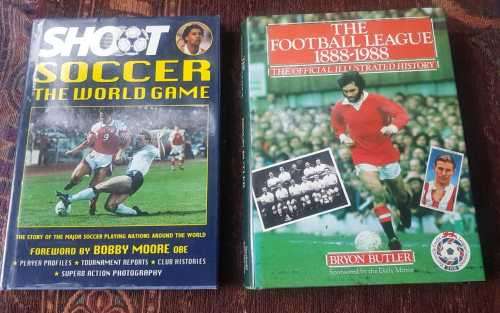 SHOOT
SOCCER
THE WORLD GAME
THE STORY OF THE MAJOR SOCCER PLAYING NATIONS AROUND THE WORLD
FOREWORD BY BOBBY MOORE OBE
★ PLAYER PROFILES ★ TOURNAMENT REPORTS ★ CLUB HISTORIES
★ SUPERB ACTION PHOTOGRAPHY
THE
FOOTBALL LEAGUE
1888-1988
THE OFFICIAL ILLUSTRATED HISTORY
BRYON BUTLER
Sponsored by the Daily Mirror